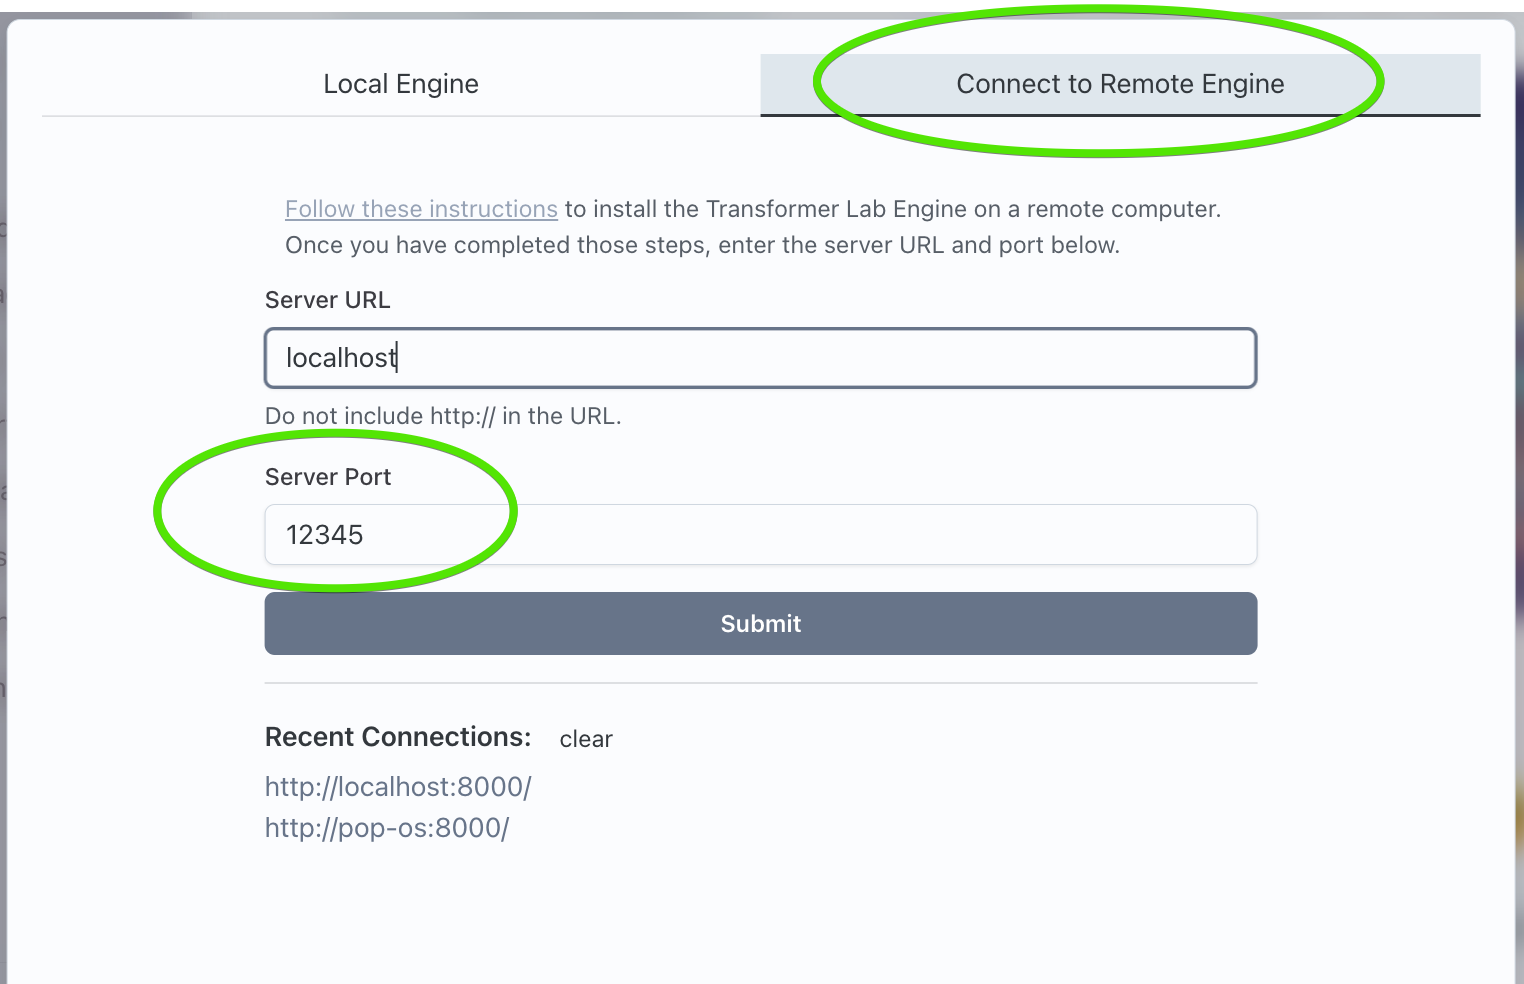 Local Engine
Connect to Remote Engine
Follow these instructions to install the Transformer Lab Engine on a remote computer.
Once you have completed those steps, enter the server URL and port below.
Server URL
localhost
Do not include http:// in the URL.
Server Port
12345
Submit
Recent Connections: clear
http://localhost:8000/
http://pop-os:8000/